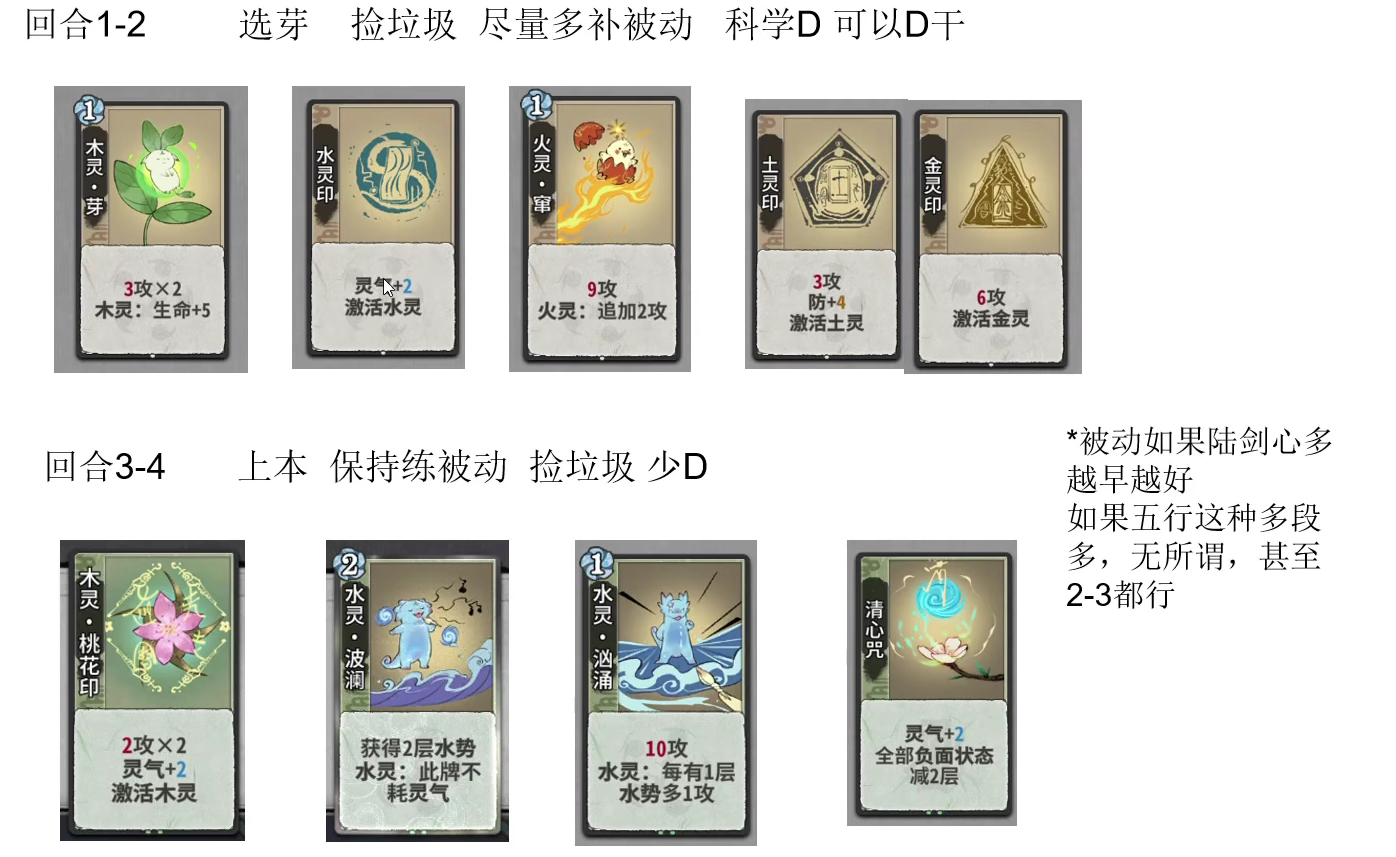 回合1-2 选芽 捡垃圾 尽量多补被动 科学D 可以D干
1
木灵·芽
3攻×2
木灵：生命+5
水灵印
灵气+2
激活水灵
1
火灵·窜
9攻
火灵：追加2攻
土灵印
3攻
防+4
激活土灵
金灵印
6攻
激活金灵
回合3-4 上本 保持练被动 捡垃圾 少D
*被动如果陆剑心多
越早越好
如果五行这种多段
多，无所谓，甚至
2-3都行
木灵·桃花印
2攻×2
灵气+2
激活木灵
2
水灵·波澜
获得2层水势
水灵：此牌不
耗灵气
1
水灵·汹涌
10攻
水灵：每有1层
水势多1攻
清心咒
灵气+2
全部负面状态
减2层